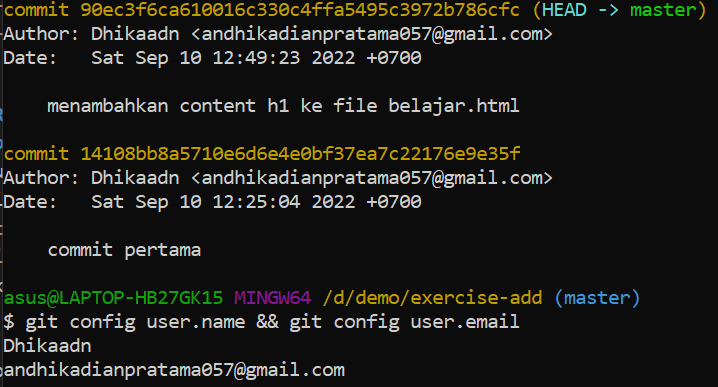 commit 90ec3f6ca610016c330c4ffa5495c3972b786cfc (HEAD -> master)
Author: Dhikaadn <andhikadianpratama057@gmail.com>
Date:   Sat Sep 10 12:49:23 2022 +0700
menambahkan content h1 ke file belajar.html
commit 14108bb8a5710e6d6e4e0bf37ea7c22176e9e35f
Author: Dhikaadn <andhikadianpratama057@gmail.com>
Date:   Sat Sep 10 12:25:04 2022 +0700
commit pertama
asus@LAPTOP-HB27GK15 MINGW64 /d/demo/exercise-add (master)
$ git config user.name && git config user.email
Dhikaadn
andhikadianpratama057@gmail.com